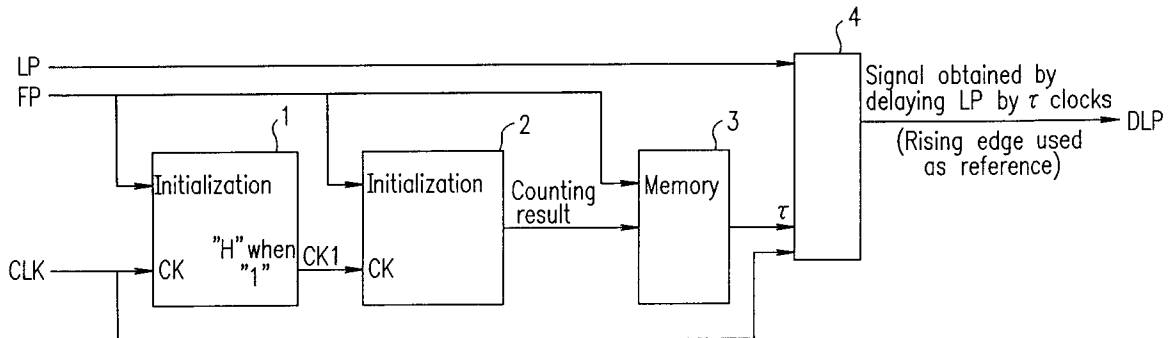 4
LP
FP
Signal obtained by
delaying LP by τ clocks
DLP
(Rising edge used
as reference)
1
2
3
Initialization
Initialization
Counting
result
Memory
τ
"H" when
"1"
CK1
CLK
CK
CK